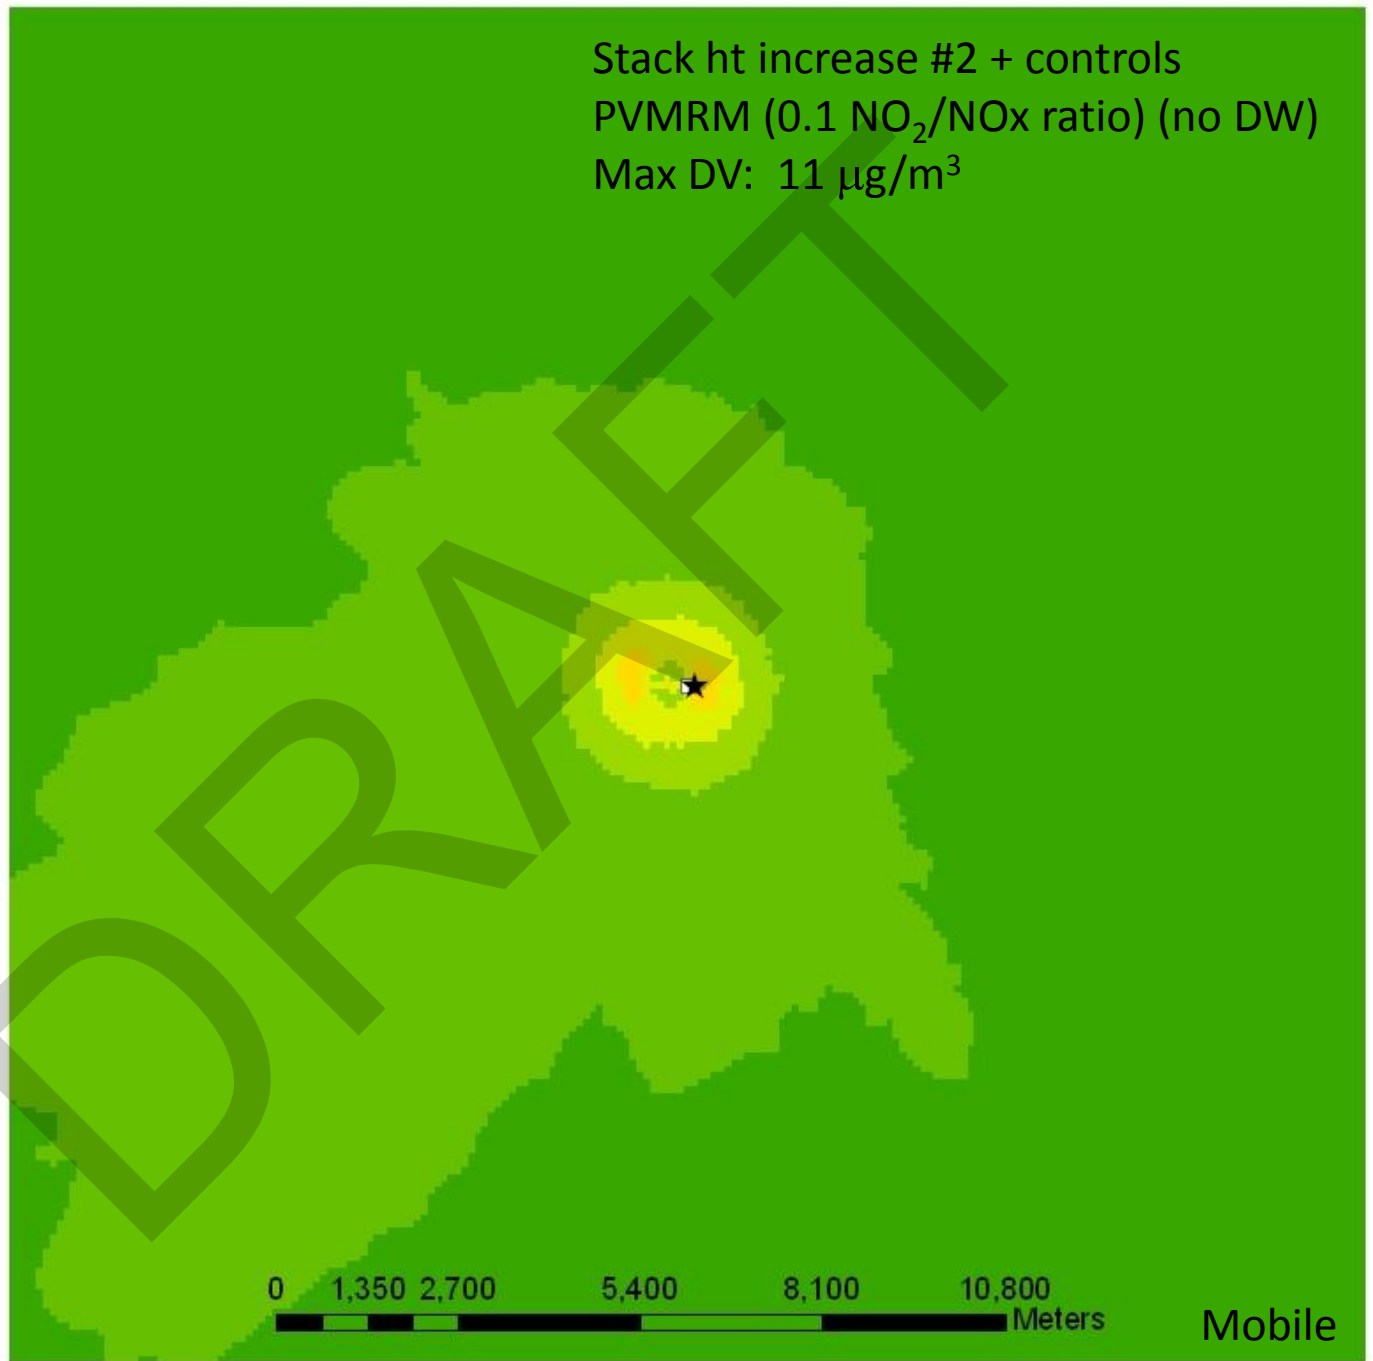 Stack ht increase #2 + controls
PVMRM (0.1 NO₂/NOx ratio) (no DW)
Max DV: 11 μg/m³
DRAFT
0 1,350 2,700 5,400 8,100 10,800
Meters
Mobile